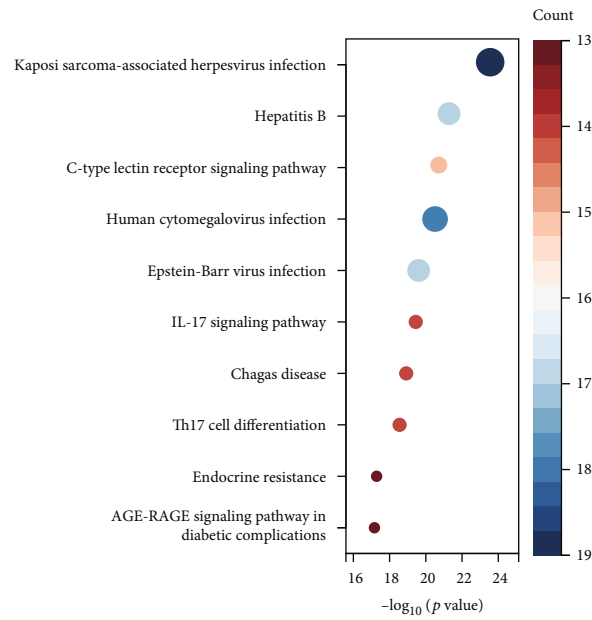 Count
Kaposi sarcoma-associated herpesvirus infection
Hepatitis B
C-type lectin receptor signaling pathway
Human cytomegalovirus infection
Epstein-Barr virus infection
IL-17 signaling pathway
Chagas disease
Th17 cell differentiation
Endocrine resistance
AGE-RAGE signaling pathway in
diabetic complications
16 18 20 22 24
–log10 (p value)
13
14
15
16
17
18
19